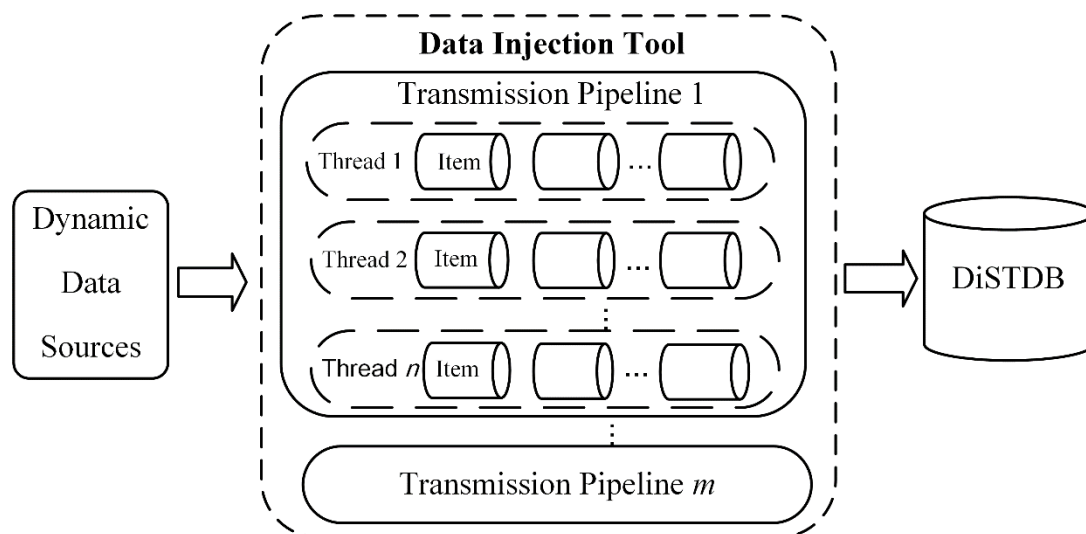 Data Injection Tool
Transmission Pipeline 1
Thread 1 Item ...
Dynamic
Data
Sources
Thread 2 Item ...
DiSTDB
Thread n Item ...
Transmission Pipeline m